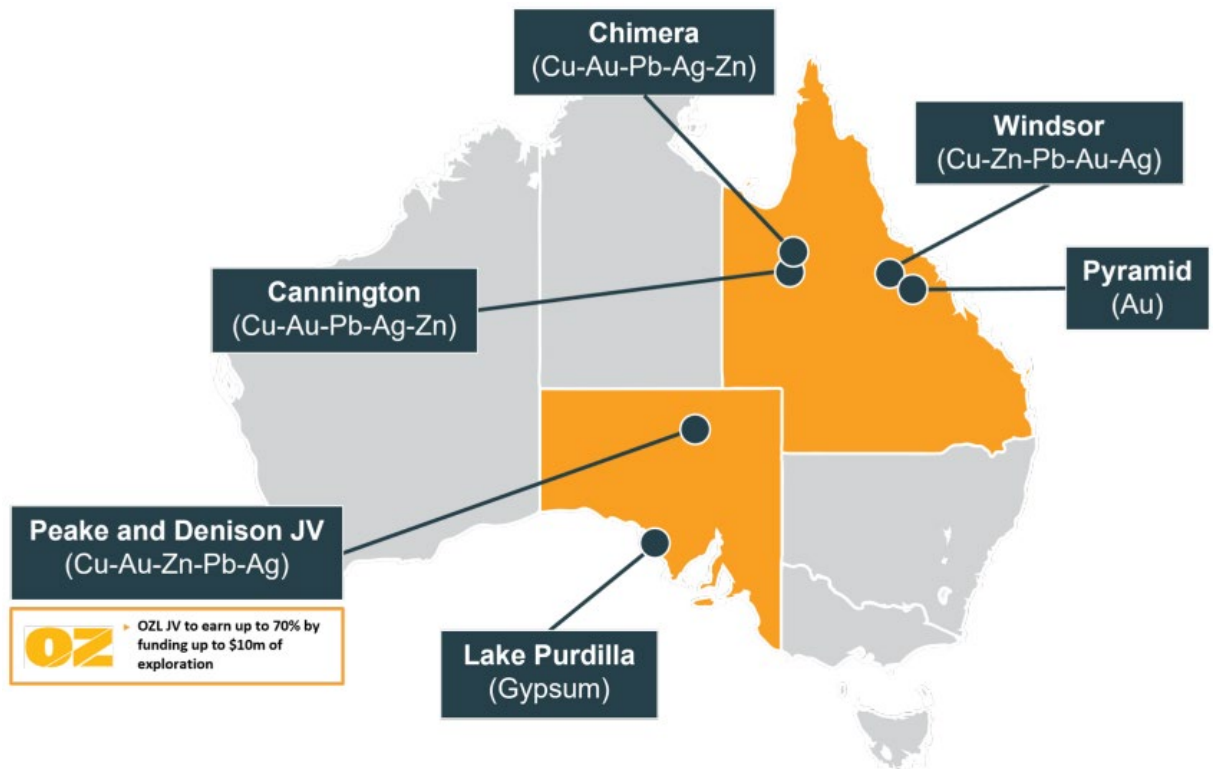 Chimera
(Cu-Au-Pb-Ag-Zn)
Windsor
(Cu-Zn-Pb-Au-Ag)
Pyramid
(Au)
Cannington
(Cu-Au-Pb-Ag-Zn)
Peake and Denison JV
(Cu-Au-Zn-Pb-Ag)
OZ
OZL JV to earn up to 70% by
funding up to $10m of
exploration
Lake Purdilla
(Gypsum)